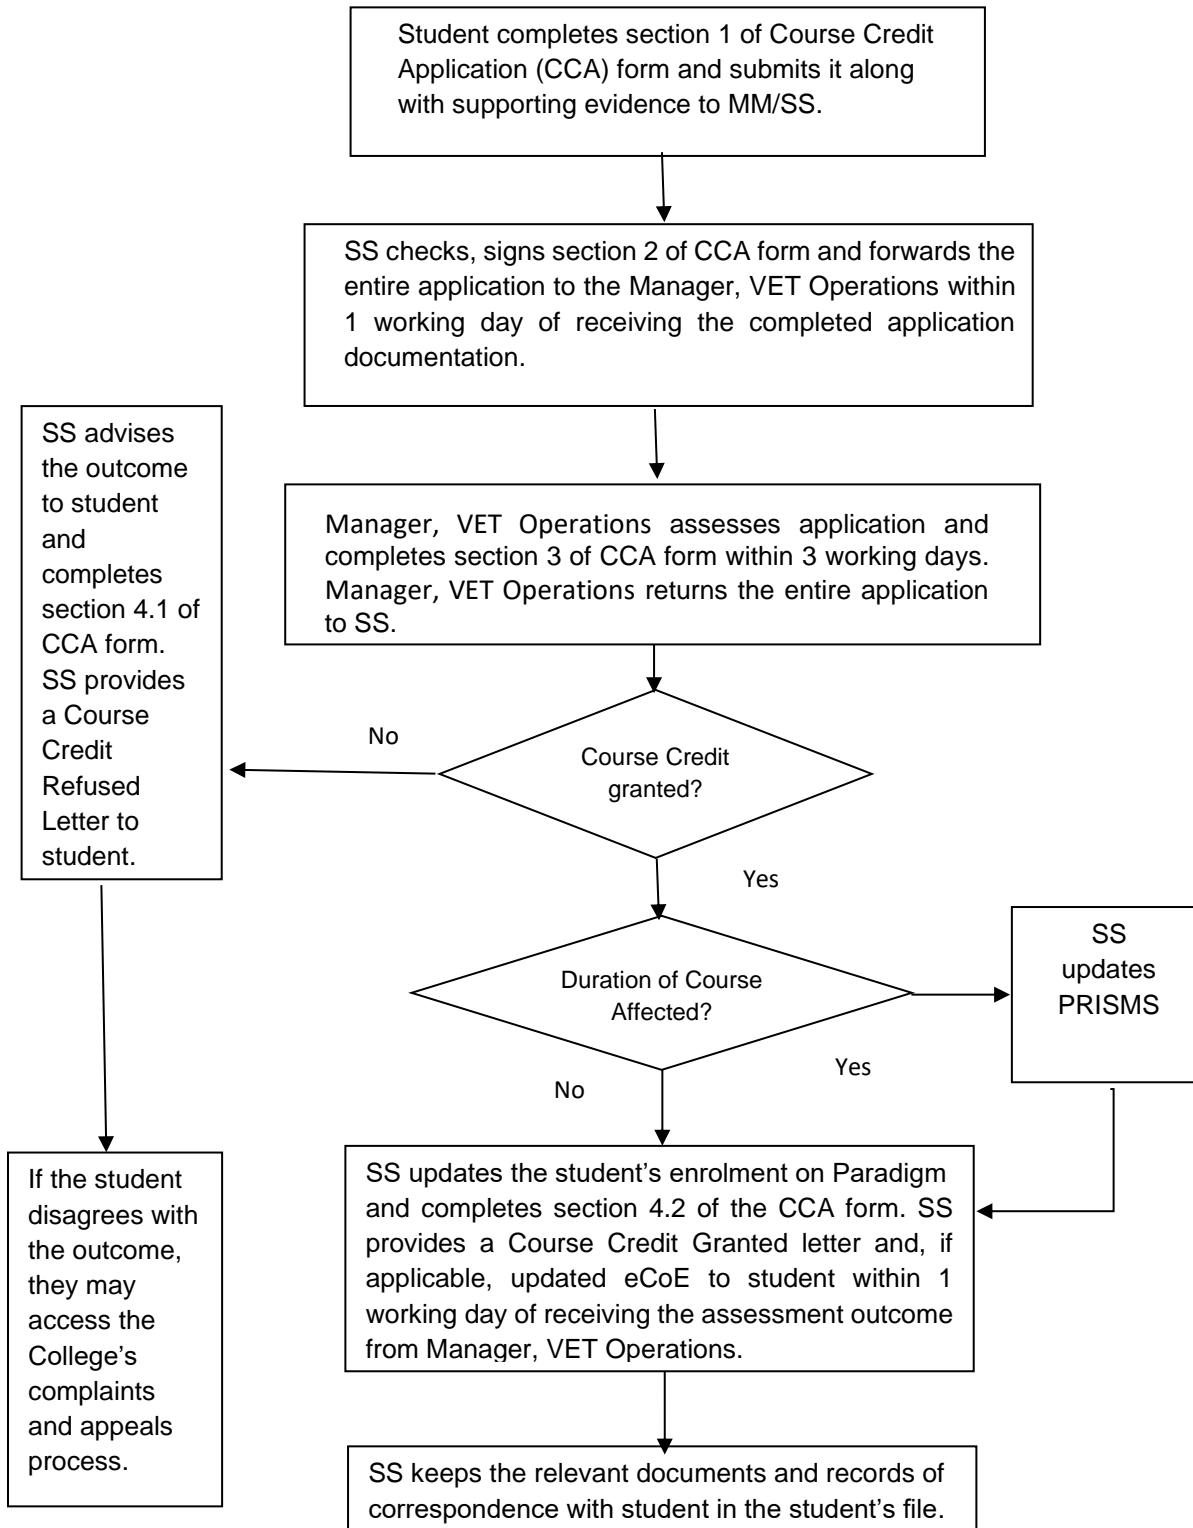 Student completes section 1 of Course Credit
Application (CCA) form and submits it along
with supporting evidence to MM/SS.
SS checks, signs section 2 of CCA form and forwards the
entire application to the Manager, VET Operations within
1 working day of receiving the completed application
documentation.
Manager, VET Operations assesses application and
completes section 3 of CCA form within 3 working days.
Manager, VET Operations returns the entire application
to SS.
Course Credit
granted?
No
SS advises
the outcome
to student
and
completes
section 4.1 of
CCA form.
SS provides
a Course
Credit
Refused
Letter to
student.
If the student
disagrees with
the outcome,
they may
access the
College’s
complaints
and appeals
process.
Yes
Duration of Course
Affected?
Yes
SS
updates
PRISMS
No
SS updates the student’s enrolment on Paradigm
and completes section 4.2 of the CCA form. SS
provides a Course Credit Granted letter and, if
applicable, updated eCoE to student within 1
working day of receiving the assessment outcome
from Manager, VET Operations.
SS keeps the relevant documents and records of
correspondence with student in the student’s file.